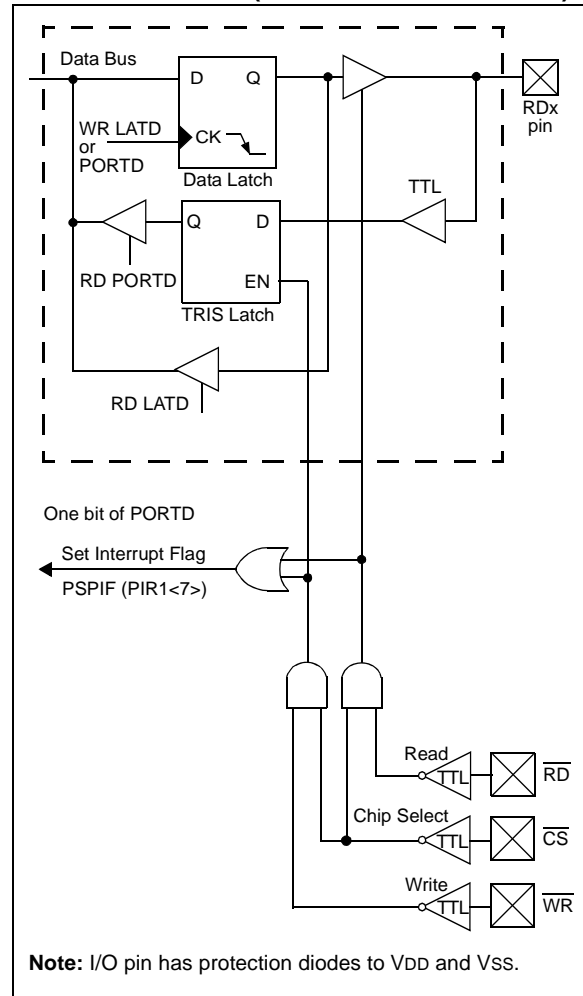 Data Bus
D Q
RDx
pin
WR LATD
or
PORTD
CK
Data Latch
TTL
Q D
RD PORTD
EN
TRIS Latch
RD LATD
One bit of PORTD
Set Interrupt Flag
PSPIF (PIR1<7>)
Read
TTL
RD
Chip Select
TTL
CS
Write
TTL
WR
Note: I/O pin has protection diodes to VDD and VSS.